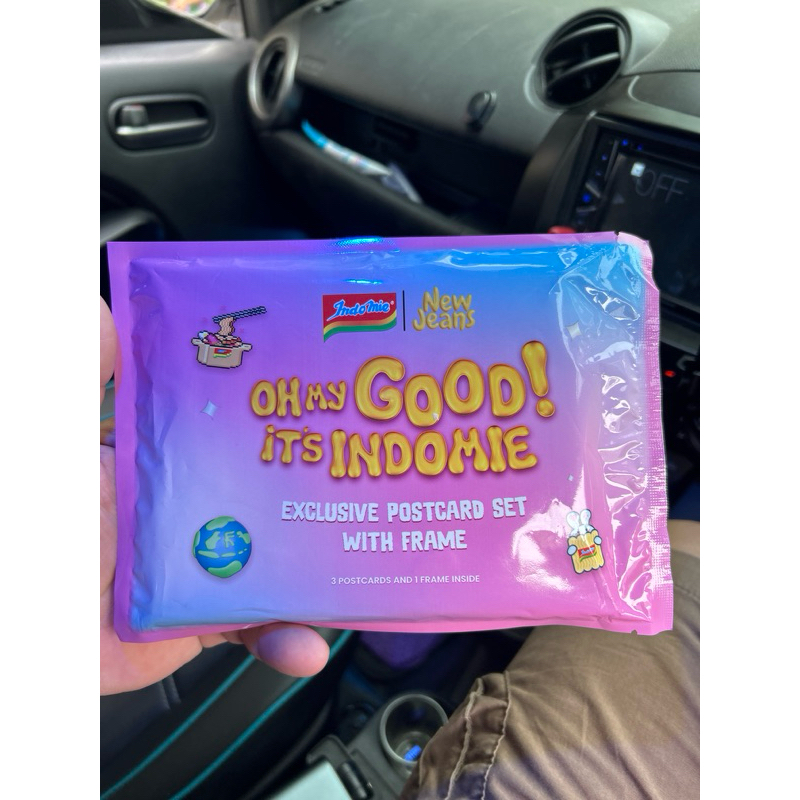 Indomie
New
Jeans
OH MY GOOD!
iT'S INDOMIE
EXCLUSIVE POSTCARD SET
WITH FRAME
3 POSTCARDS AND 1 FRAME INSIDE
OFF